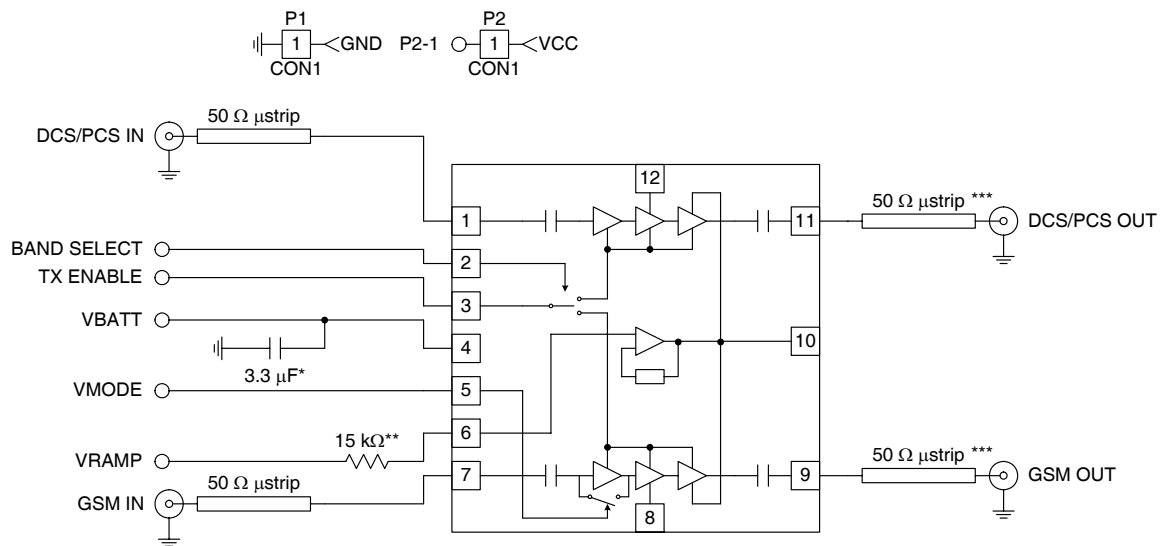 P1
P2
1
GND
P2-1
1
VCC
CON1
CON1
50 Ω μstrip
DCS/PCS IN
12
1
11
50 Ω μstrip ***
DCS/PCS OUT
BAND SELECT
2
TX ENABLE
3
VBATT
4
10
3.3 μF*
VMODE
5
15 kΩ**
6
VRAMP
50 Ω μstrip
7
9
50 Ω μstrip ***
GSM OUT
GSM IN
8